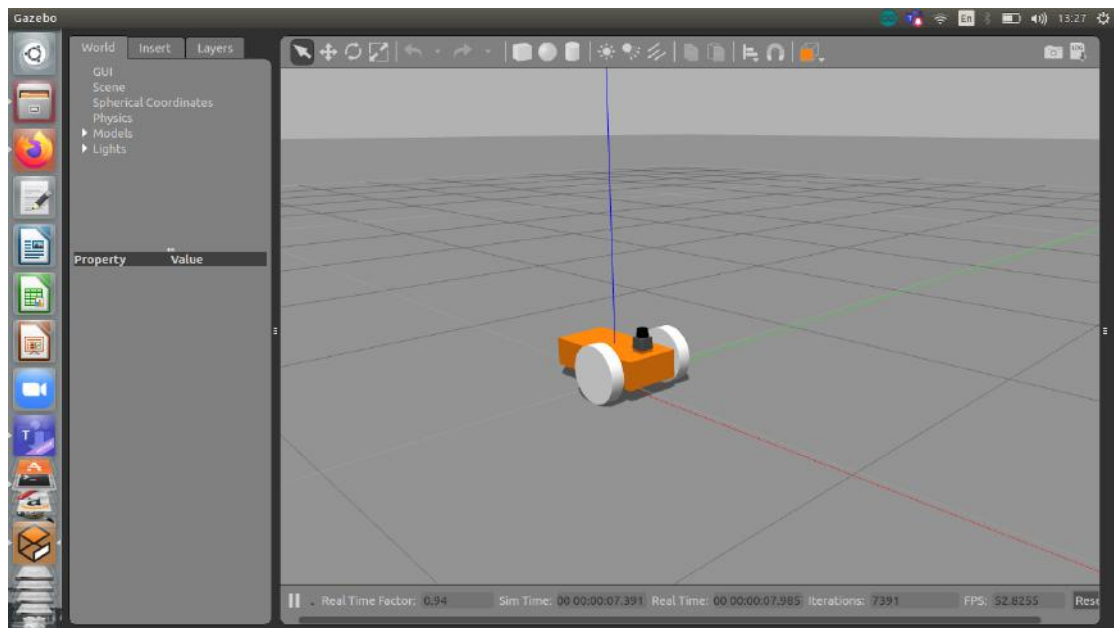 Gazebo
En
13:27
World Insert Layers
GUI
Scene
Spherical Coordinates
Physics
Models
Lights
Property Value
Real Time Factor: 0.94 Sim Time: 00 00:00:07.391 Real Time: 00 00:00:07.985 Iterations: 7391 FPS: 52.8255 Rese